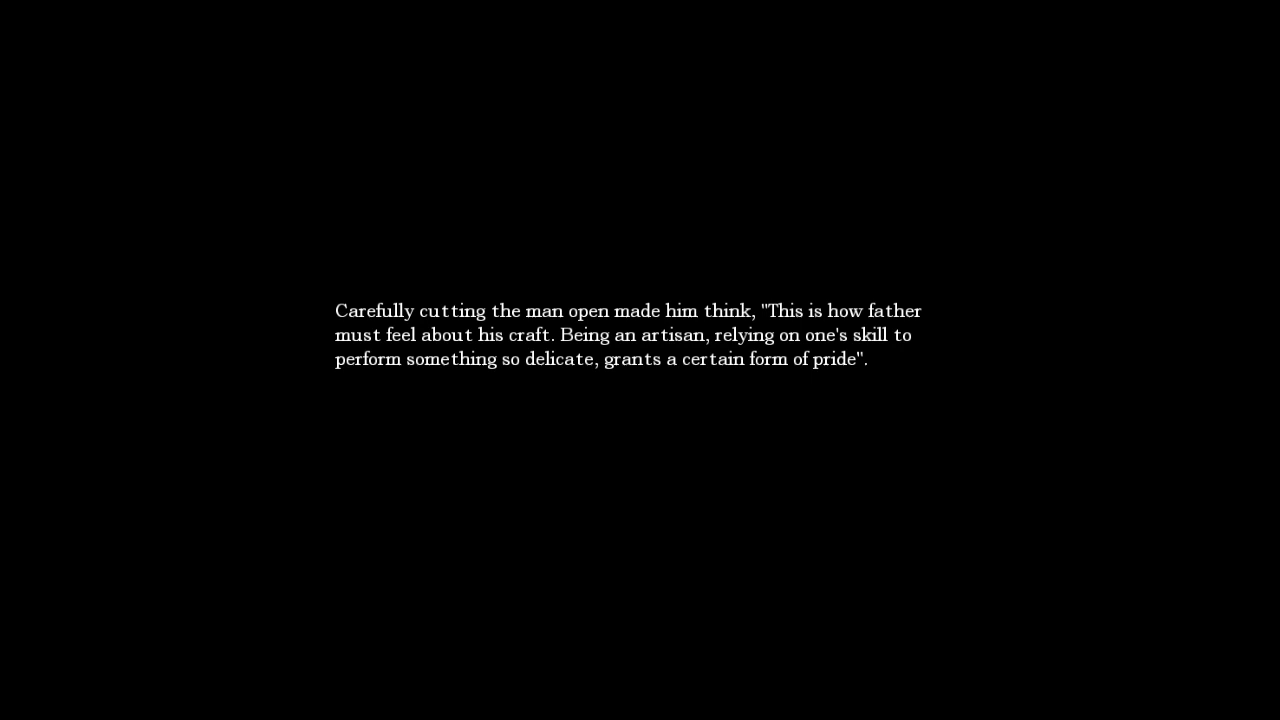 Carefully cutting the man open made him think, "This is how father
must feel about his craft. Being an artisan, relying on one's skill to
perform something so delicate, grants a certain form of pride".